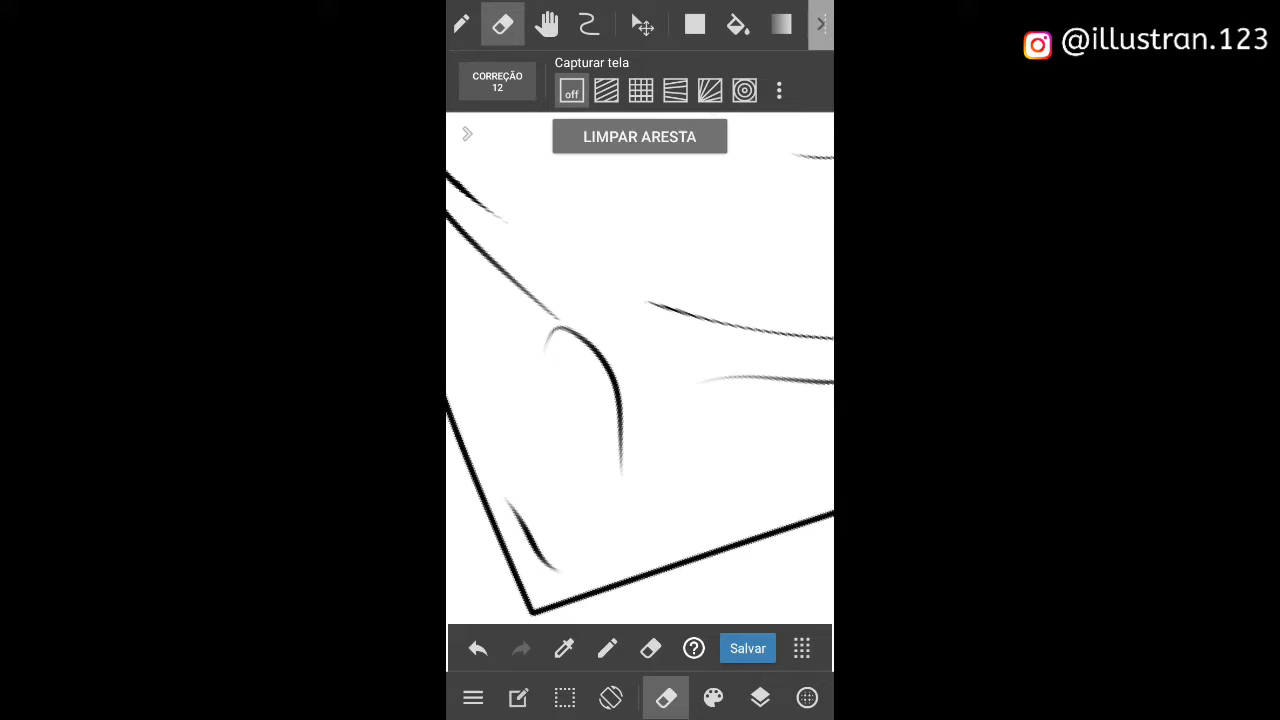 @illustran.123
CORREÇÃO
12
Capturar tela
off
LIMPAR ARESTA
Salvar